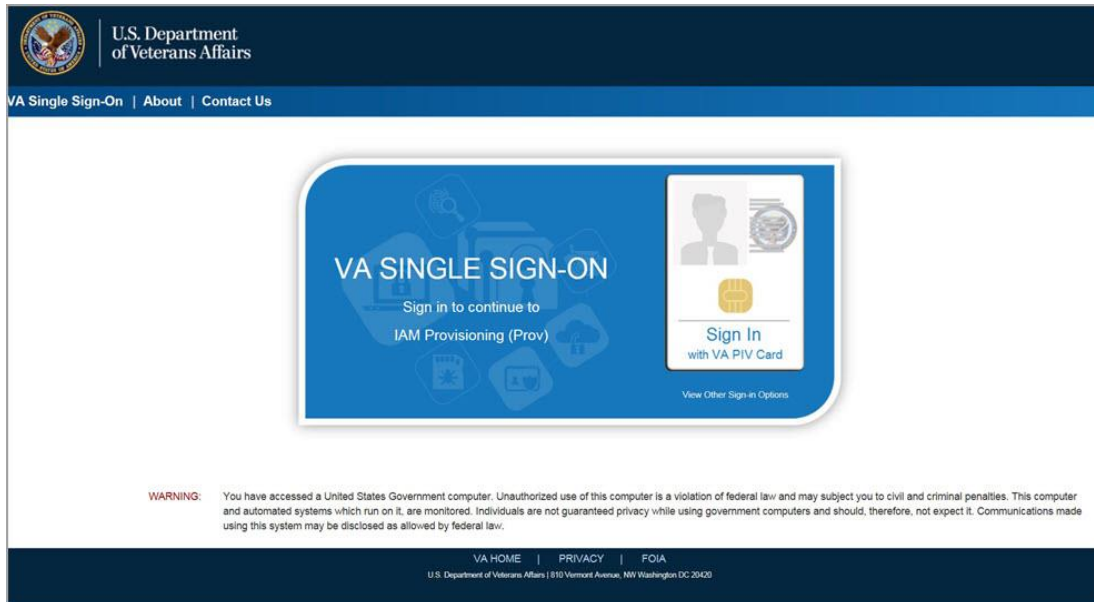 U.S. Department
of Veterans Affairs
VA Single Sign-On | About | Contact Us
VA SINGLE SIGN-ON
Sign in to continue to
IAM Provisioning (Prov)
Sign In
with VA PIV Card
View Other Sign-in Options
WARNING: You have accessed a United States Government computer. Unauthorized use of this computer is a violation of federal law and may subject you to civil and criminal penalties. This computer
and automated systems which run on it, are monitored. Individuals are not guaranteed privacy while using government computers and should, therefore, not expect it. Communications made
using this system may be disclosed as allowed by federal law.
VA HOME | PRIVACY | FOIA
U.S. Department of Veterans Affairs | 810 Vermont Avenue, NW Washington DC 20420